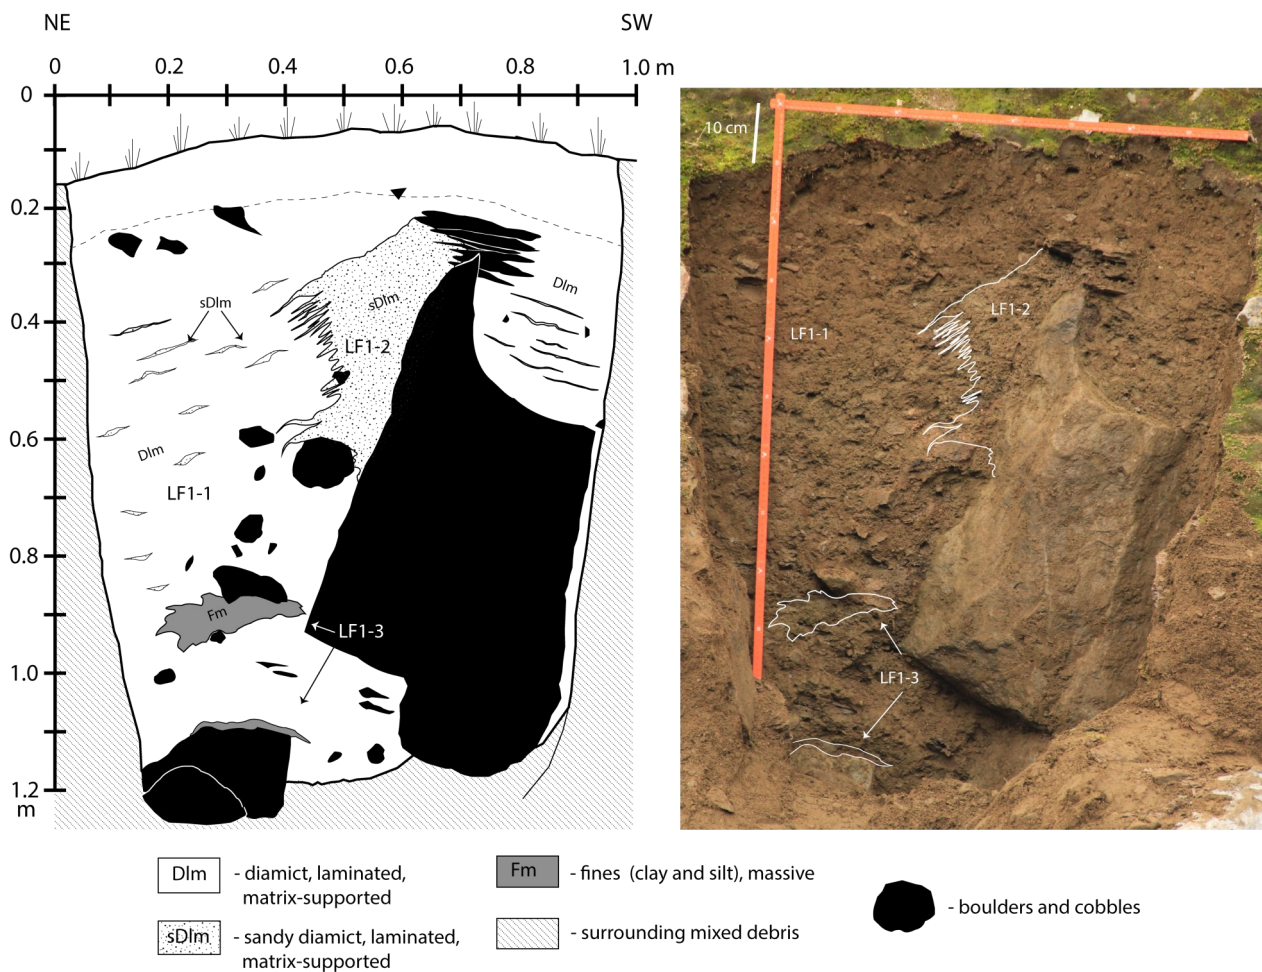 NE
SW
0 0.2 0.4 0.6 0.8 1.0 m
0
0.2
0.4
0.6
0.8
1.0
1.2
m
sDlm
sDlm
Dlm
LF1-2
Dlm
LF1-1
Fm
LF1-3
10 cm
LF1-1
LF1-2
LF1-3
Dlm - diamict, laminated,
matrix-supported
sDlm - sandy diamict, laminated,
matrix-supported
Fm - fines (clay and silt), massive
- surrounding mixed debris
- boulders and cobbles